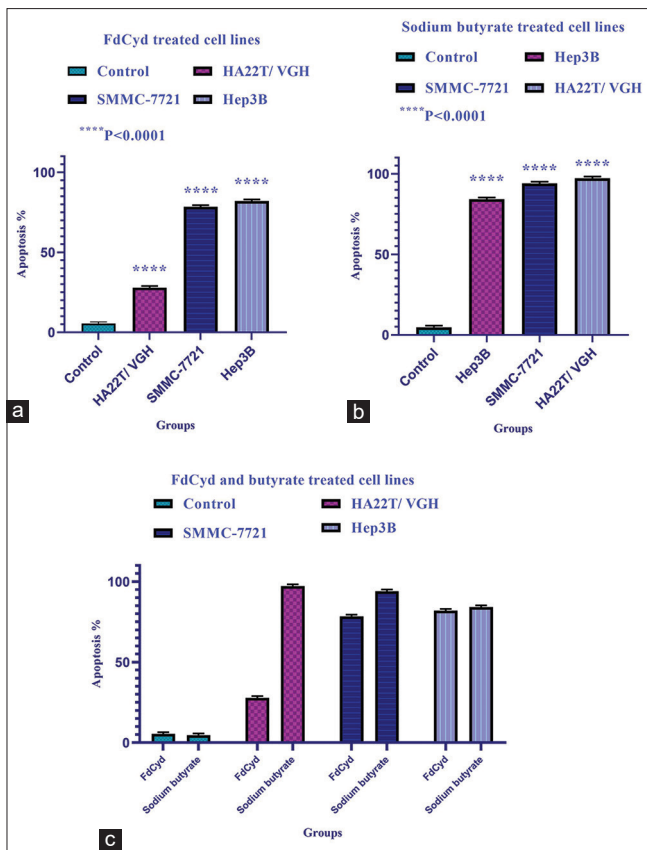 FdCyd treated cell lines
Control
HA22T/ VGH
SMMC-7721
Hep3B
****P<0.0001
Apoptosis %
100
50
0
****
****
****
Control
HA22T/ VGH
SMMC-7721
Hep3B
Groups
a
Sodium butyrate treated cell lines
Control
Hep3B
SMMC-7721
HA22T/ VGH
****P<0.0001
Apoptosis %
100
50
0
****
****
****
Control
Hep3B
SMMC-7721
HA22T/ VGH
Groups
b
FdCyd and butyrate treated cell lines
Control
HA22T/ VGH
SMMC-7721
Hep3B
Apoptosis %
100
50
0
FdCyd
Sodium butyrate
FdCyd
Sodium butyrate
FdCyd
Sodium butyrate
FdCyd
Sodium butyrate
Groups
c